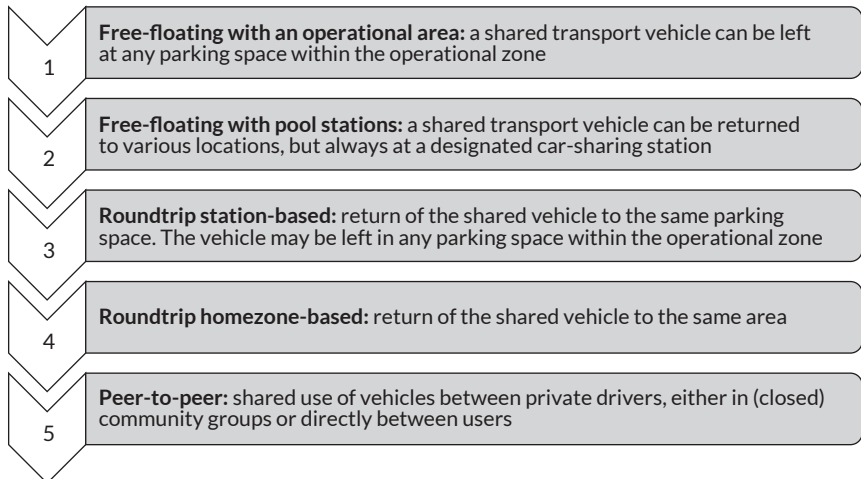 1
Free-floating with an operational area: a shared transport vehicle can be left
at any parking space within the operational zone
2
Free-floating with pool stations: a shared transport vehicle can be returned
to various locations, but always at a designated car-sharing station
3
Roundtrip station-based: return of the shared vehicle to the same parking
space. The vehicle may be left in any parking space within the operational zone
4
Roundtrip homezone-based: return of the shared vehicle to the same area
5
Peer-to-peer: shared use of vehicles between private drivers, either in (closed)
community groups or directly between users